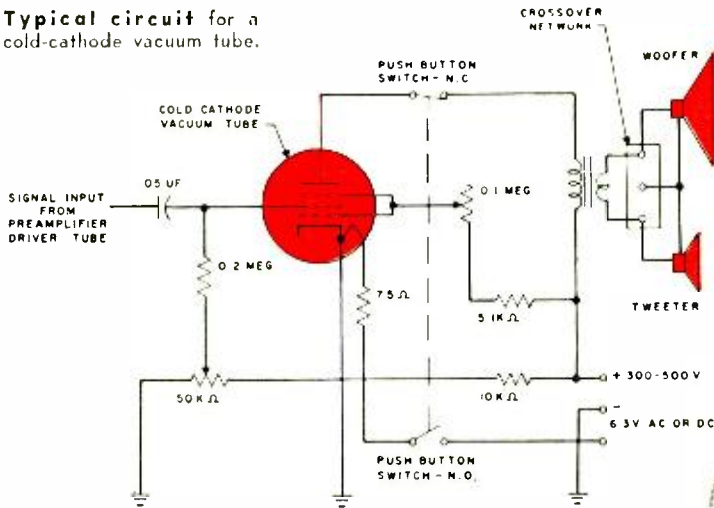 Typical circuit for a
cold-cathode vacuum tube.
CROSSOVER
NETWORK
WOOFER
PUSH BUTTON
SWITCH - N.C
COLD CATHODE
VACUUM TUBE
.05 UF
0.1 MEG
SIGNAL INPUT
FROM
PREAMPLIFIER
DRIVER TUBE
0.2 MEG
75 Ω
5.1K Ω
TWEETER
50K Ω
10K Ω
+ 300-500 V
-
6.3V AC OR DC
PUSH BUTTON
SWITCH - N.O.